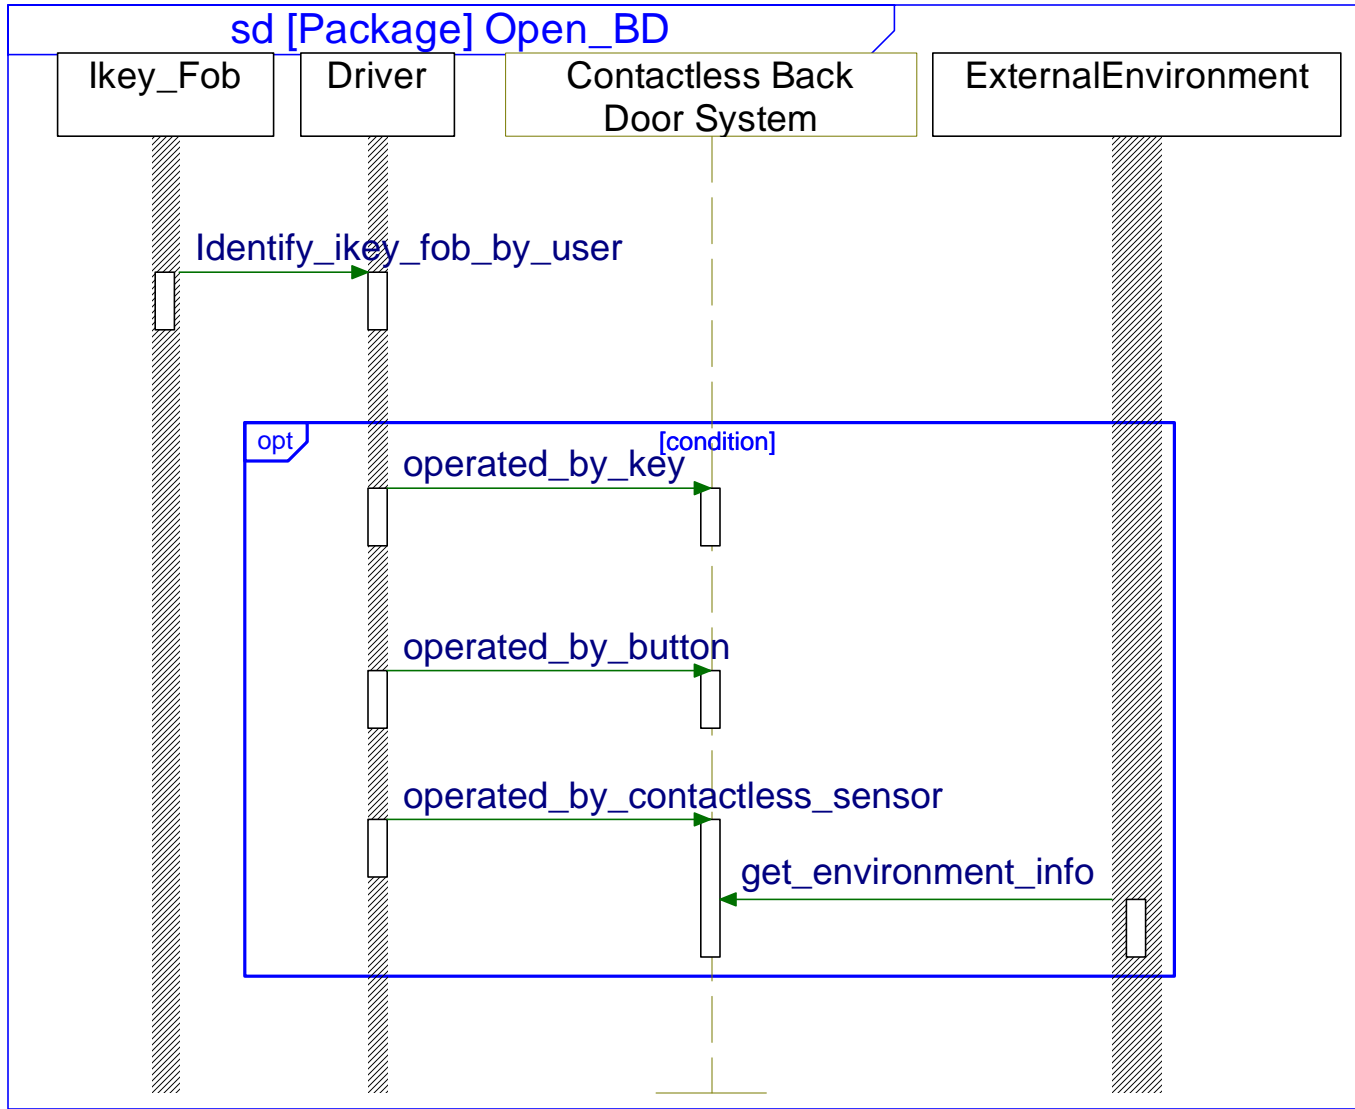 sd [Package] Open_BD
Ikey_Fob
Driver
Contactless Back
Door System
ExternalEnvironment
Identify_ikey_fob_by_user
opt
[condition]
operated_by_key
operated_by_button
operated_by_contactless_sensor
get_environment_info